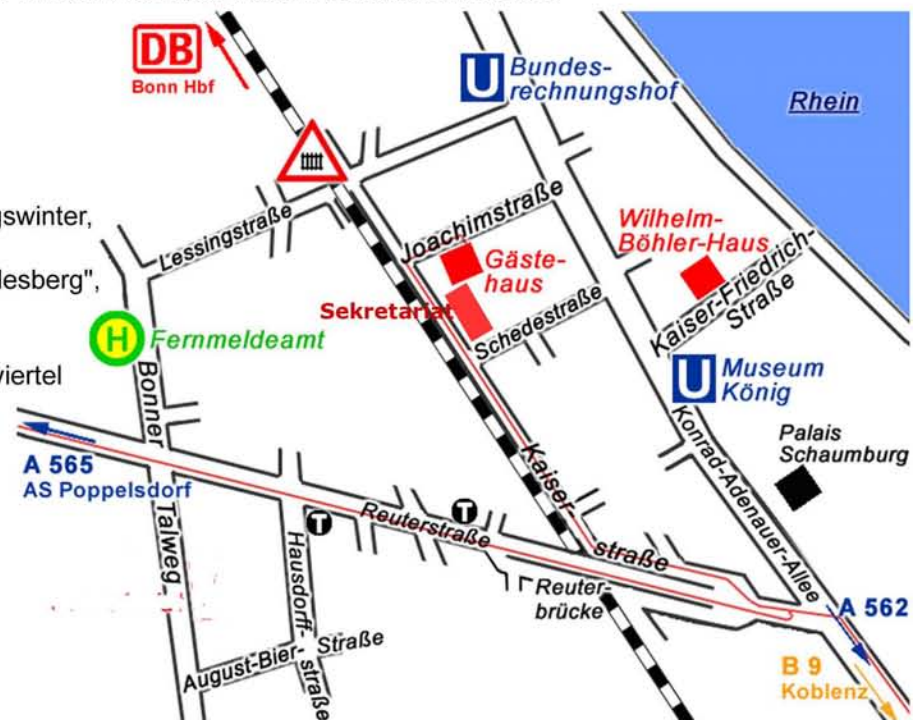 DB
Bonn Hbf
U
Bundes-
rechnungshof
Rhein
gswinter,
Lessingstraße
Joachimstraße
Wilhelm-
Böhler-Haus
Gäste-
haus
Kaiser-Friedrich-
Straße
lesberg",
Sekretariat
Schedestraße
H
Fernmeldeamt
viertel
U
Museum
König
Bonner
Talweg
A 565
AS Poppelsdorf
Konrad-Adenauer-Allee
Palais
Schaumburg
Kaiser-
straße
T
T
Reuterstraße
Hausdorff-
straße
Reuter-
brücke
A 562
August-Bier-Straße
B 9
Koblenz